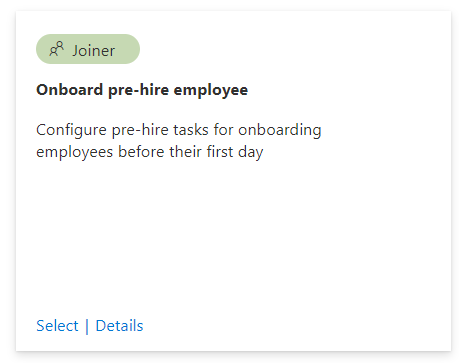 Joiner
Onboard pre-hire employee
Configure pre-hire tasks for onboarding
employees before their first day
Select | Details